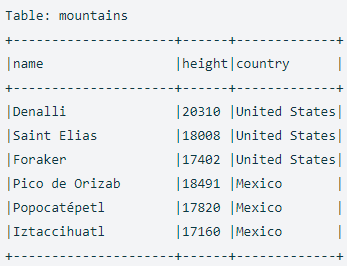 Table: mountains
+---------------------+------+-------------+
|name                 |height|country      |
+---------------------+------+-------------+
|Denalli              |20310 |United States|
|Saint Elias          |18008 |United States|
|Foraker              |17402 |United States|
|Pico de Orizab       |18491 |Mexico       |
|Popocatépetl         |17820 |Mexico       |
|Iztaccihuatl         |17160 |Mexico       |
+---------------------+------+-------------+